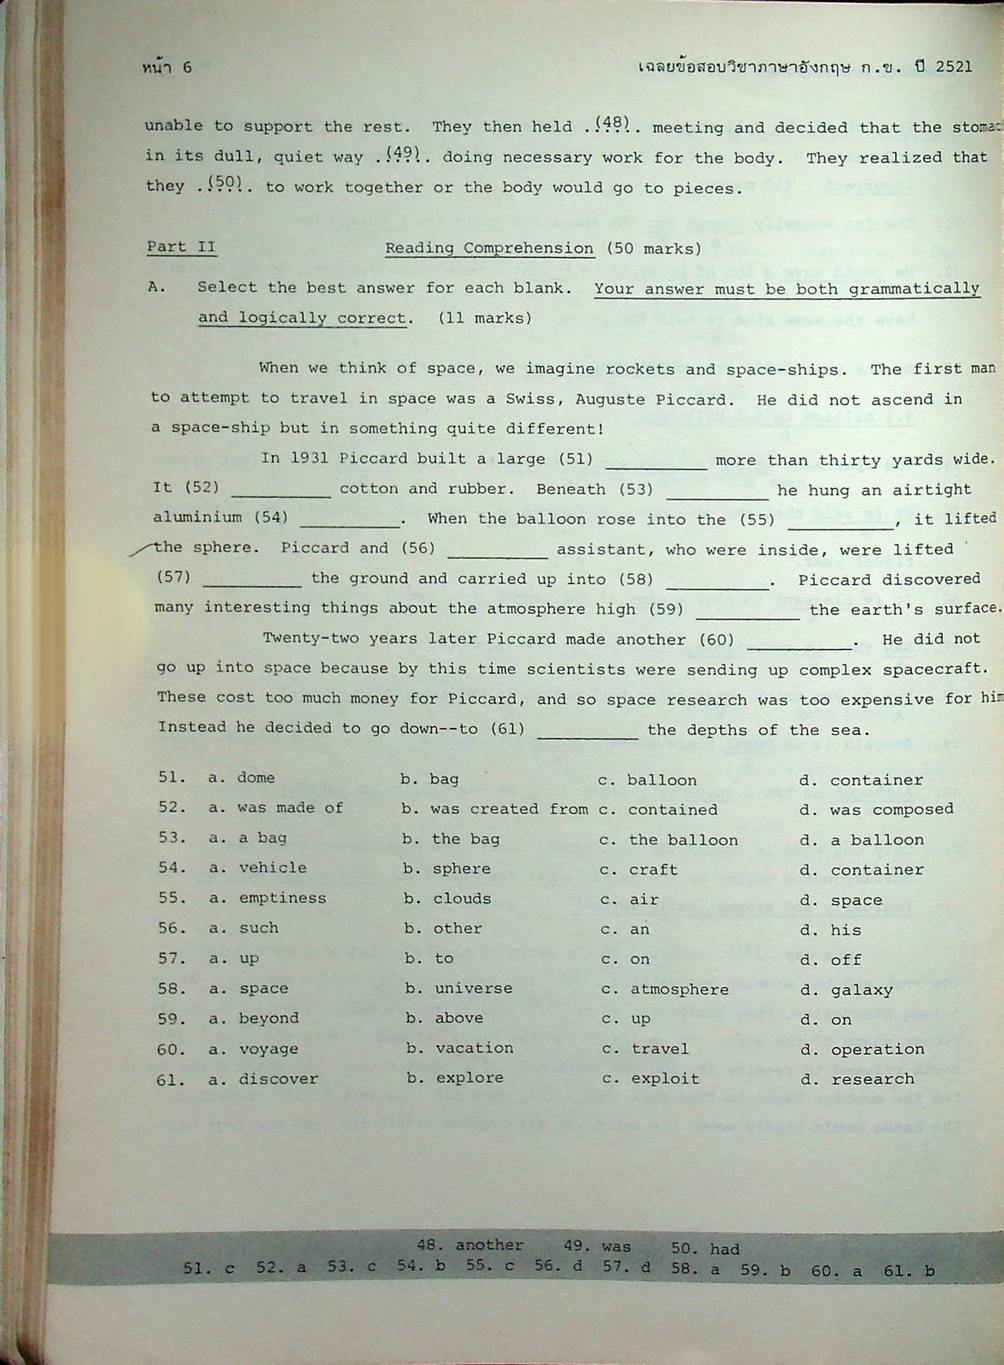 หน้า 6
เฉลยข้อสอบวิชาภาษาอังกฤษ ก.ข. ปี 2521
unable to support the rest. They then held .(48). meeting and decided that the
in its dull, quiet way .(49). doing necessary work for the body. They realized that
they .(50). to work together or the body would go to pieces.
Part II Reading Comprehension (50 marks)
A. Select the best answer for each blank. Your answer must be both grammatically
and logically correct. (11 marks)
When we think of space, we imagine rockets and space-ships. The first man
to attempt to travel in space was a Swiss, Auguste Piccard. He did not ascend in
a space-ship but in something quite different!
In 1931 Piccard built a large (51) __________ more than thirty yards wide.
It (52) __________ cotton and rubber. Beneath (53) __________ he hung an airtight
aluminium (54) __________. When the balloon rose into the (55) __________, it lifted
the sphere. Piccard and (56) __________ assistant, who were inside, were lifted
(57) __________ the ground and carried up into (58) __________. Piccard discovered
many interesting things about the atmosphere high (59) __________ the earth's surface.
Twenty-two years later Piccard made another (60) __________. He did not
go up into space because by this time scientists were sending up complex spacecraft.
These cost too much money for Piccard, and so space research was too expensive for
Instead he decided to go down--to (61) __________ the depths of the sea.
51. a. dome b. bag c. balloon d. container
52. a. was made of b. was created from c. contained d. was composed
53. a. a bag b. the bag c. the balloon d. a balloon
54. a. vehicle b. sphere c. craft d. container
55. a. emptiness b. clouds c. air d. space
56. a. such b. other c. an d. his
57. a. up b. to c. on d. off
58. a. space b. universe c. atmosphere d. galaxy
59. a. beyond b. above c. up d. on
60. a. voyage b. vacation c. travel d. operation
61. a. discover b. explore c. exploit d. research
48. another 49. was 50. had
51. c 52. a 53. c 54. b 55. c 56. d 57. d 58. a 59. b 60. a 61. b